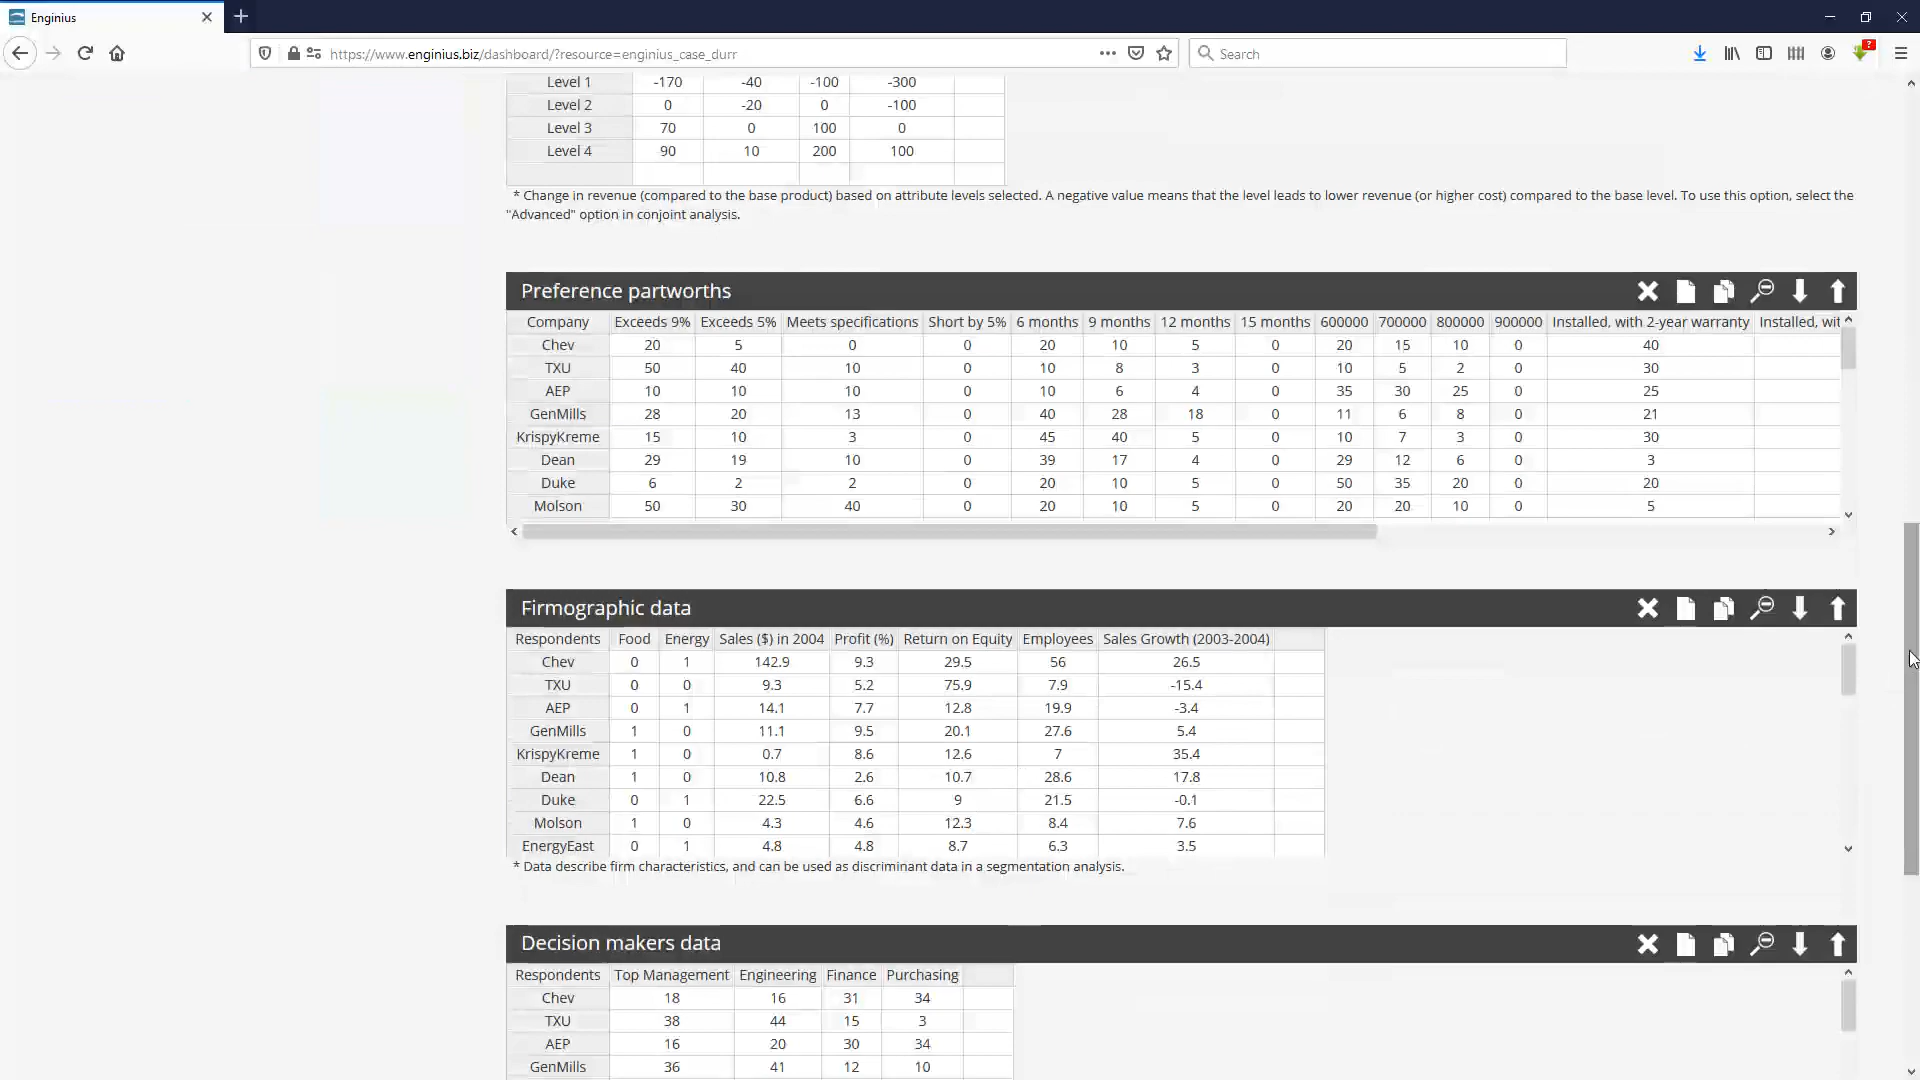 Enginius
https://www.enginius.biz/dashboard/?resource=enginius_case_durr
Search
?
Level 1 -170 -40 -100 -300
Level 2 0 -20 0 -100
Level 3 70 0 100 0
Level 4 90 10 200 100
* Change in revenue (compared to the base product) based on attribute levels selected. A negative value means that the level leads to lower revenue (or higher cost) compared to the base level. To use this option, select the
"Advanced" option in conjoint analysis.
Preference partworths
Company Exceeds 9% Exceeds 5% Meets specifications Short by 5% 6 months 9 months 12 months 15 months 600000 700000 800000 900000 Installed, with 2-year warranty Installed, wit
Chev 20 5 0 0 20 10 5 0 20 15 10 0 40
TXU 50 40 10 0 10 8 3 0 10 5 2 0 30
AEP 10 10 10 0 10 6 4 0 35 30 25 0 25
GenMills 28 20 13 0 40 28 18 0 11 6 8 0 21
KrispyKreme 15 10 3 0 45 40 5 0 10 7 3 0 30
Dean 29 19 10 0 39 17 4 0 29 12 6 0 3
Duke 6 2 2 0 20 10 5 0 50 35 20 0 20
Molson 50 30 40 0 20 10 5 0 20 20 10 0 5
Firmographic data
Respondents Food Energy Sales ($) in 2004 Profit (%) Return on Equity Employees Sales Growth (2003-2004)
Chev 0 1 142.9 9.3 29.5 56 26.5
TXU 0 0 9.3 5.2 75.9 7.9 -15.4
AEP 0 1 14.1 7.7 12.8 19.9 -3.4
GenMills 1 0 11.1 9.5 20.1 27.6 5.4
KrispyKreme 1 0 0.7 8.6 12.6 7 35.4
Dean 1 0 10.8 2.6 10.7 28.6 17.8
Duke 0 1 22.5 6.6 9 21.5 -0.1
Molson 1 0 4.3 4.6 12.3 8.4 7.6
EnergyEast 0 1 4.8 4.8 8.7 6.3 3.5
* Data describe firm characteristics, and can be used as discriminant data in a segmentation analysis.
Decision makers data
Respondents Top Management Engineering Finance Purchasing
Chev 18 16 31 34
TXU 38 44 15 3
AEP 16 20 30 34
GenMills 36 41 12 10